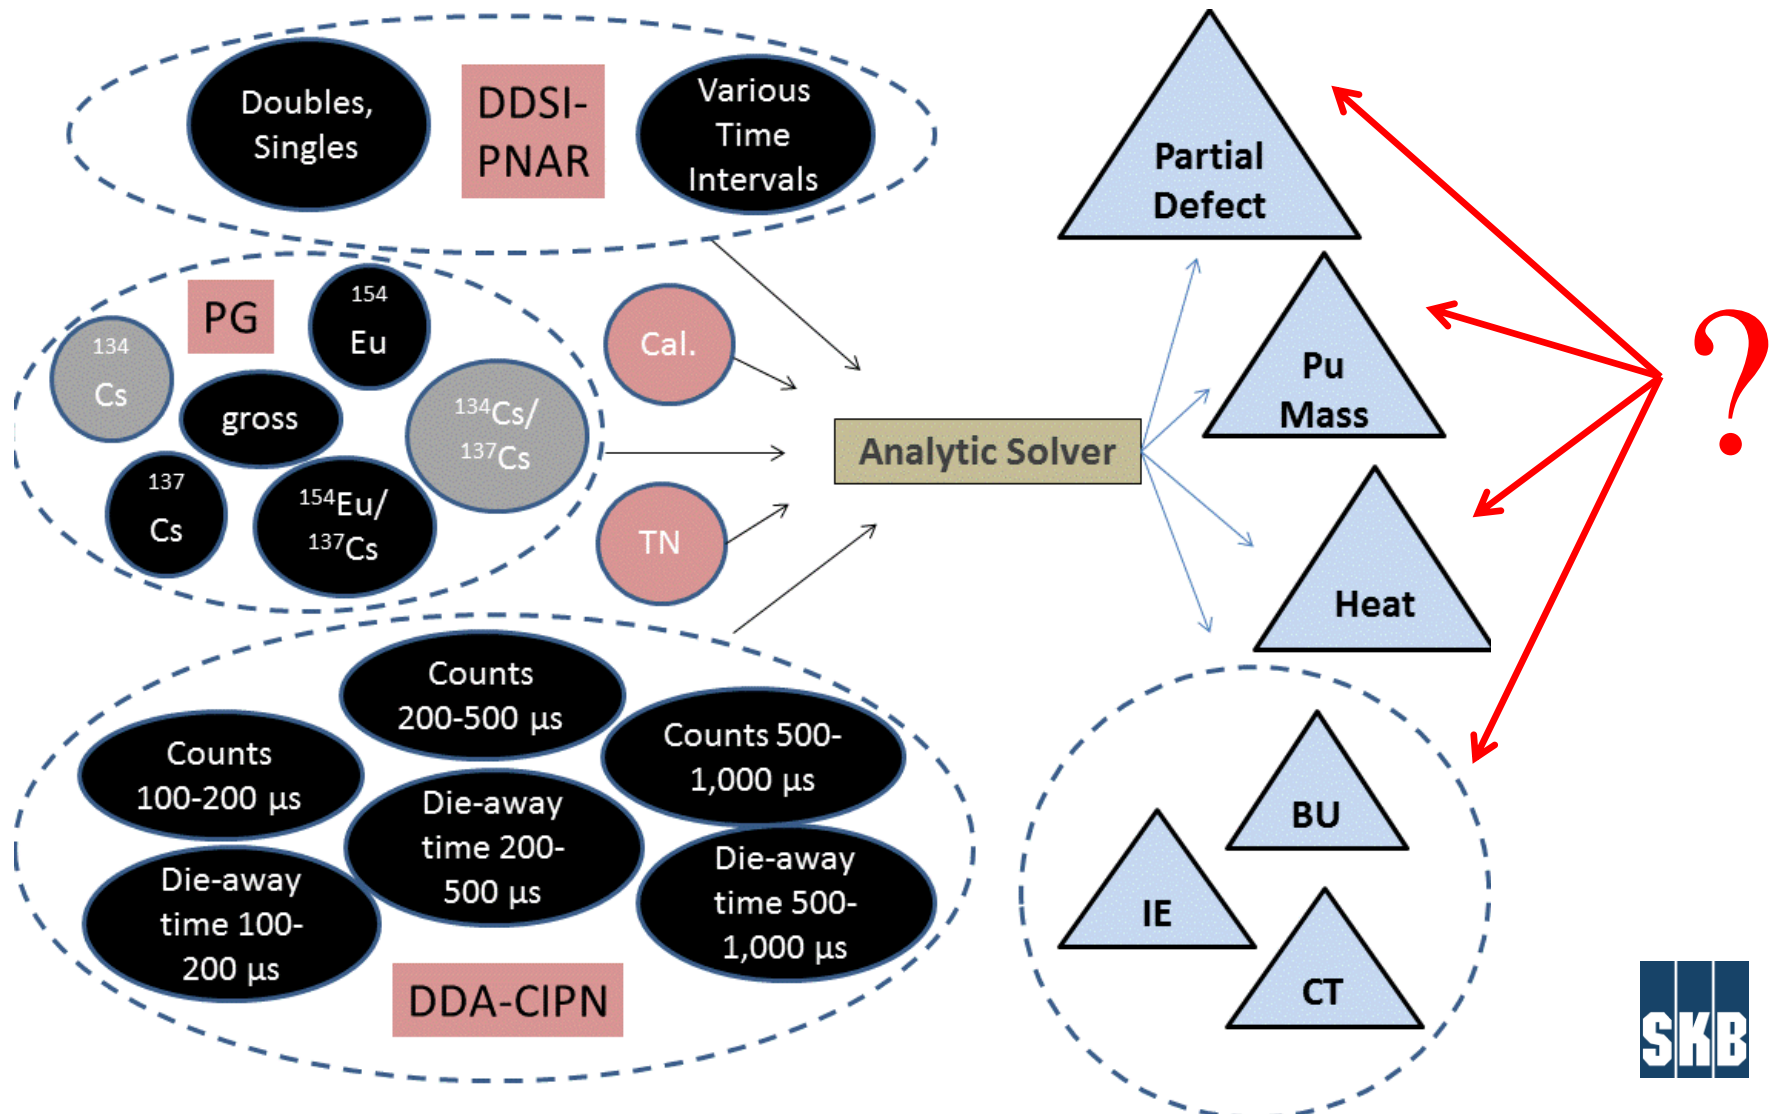 Doubles,
Singles
DDSI-
PNAR
Various
Time
Intervals
PG
154
Eu
134
Cs
gross
134Cs/
137Cs
137
Cs
154Eu/
137Cs
Cal.
TN
Analytic Solver
Partial
Defect
Pu
Mass
Heat
?
Counts
200-500 µs
Counts
100-200 µs
Counts 500-
1,000 µs
Die-away
time 200-
500 µs
Die-away
time 100-
200 µs
Die-away
time 500-
1,000 µs
DDA-CIPN
BU
IE
CT
SKB